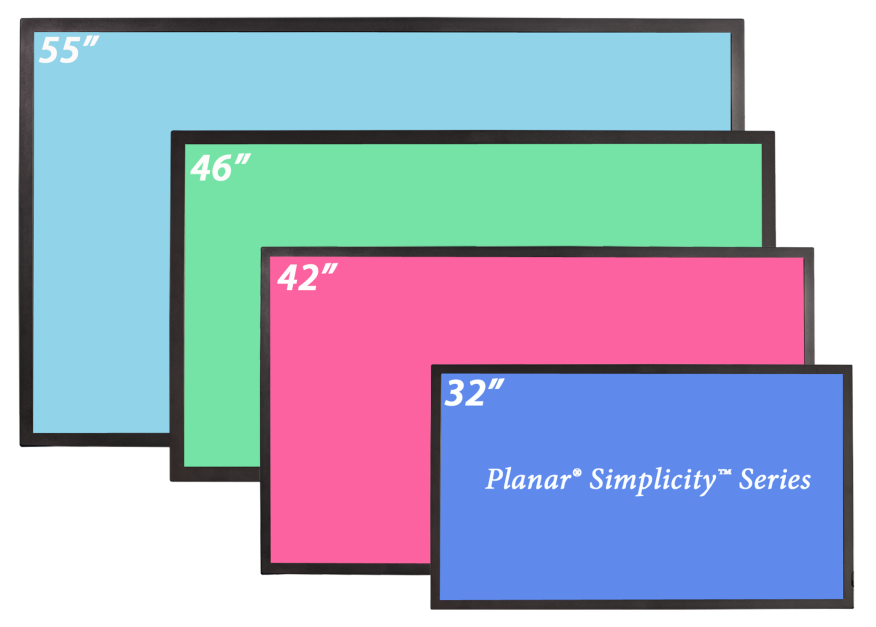 55"
46"
42"
32"
Planar® Simplicity™ Series